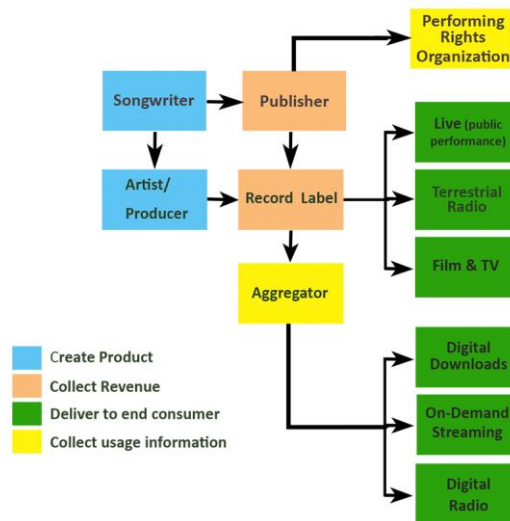 Performing
Rights
Organization
Songwriter
Publisher
Live (public
performance)
Artist/
Producer
Record Label
Terrestrial
Radio
Film & TV
Aggregator
Create Product
Collect Revenue
Deliver to end consumer
Collect usage information
Digital
Downloads
On-Demand
Streaming
Digital
Radio